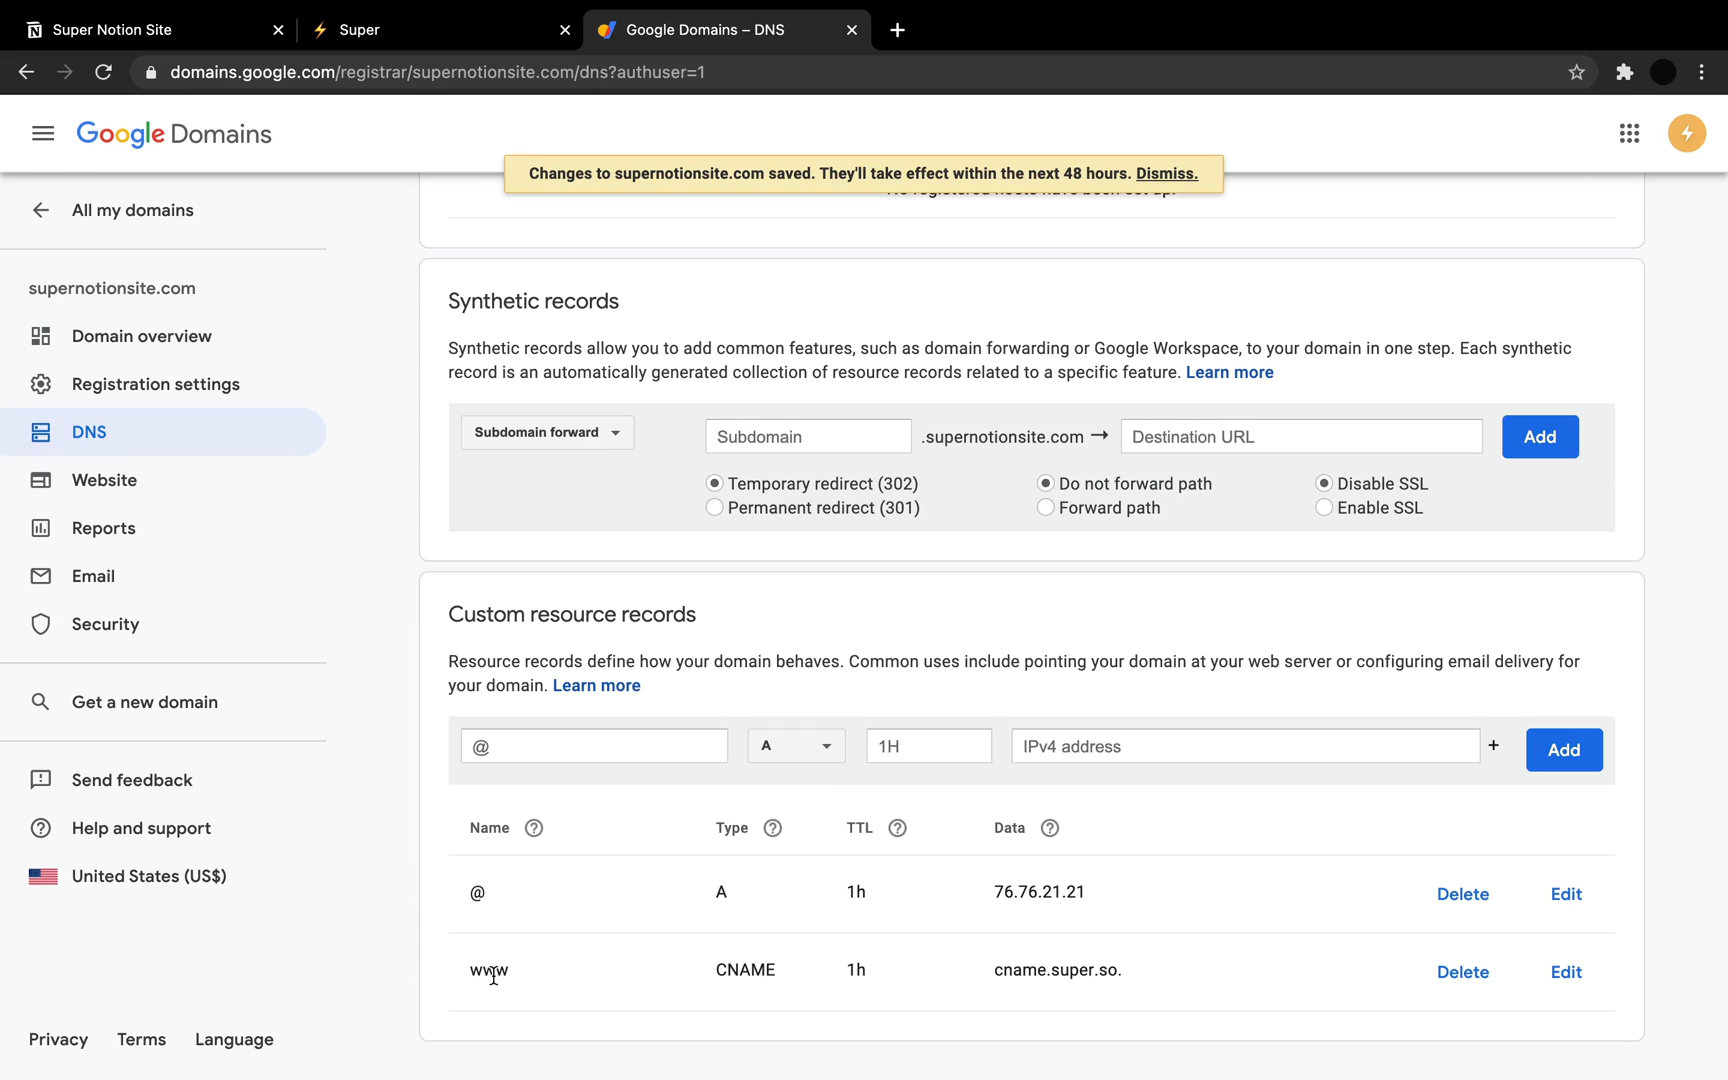 Super Notion Site
Super
Google Domains – DNS
domains.google.com/registrar/supernotionsite.com/dns?authuser=1
Google Domains
Changes to supernotionsite.com saved. They'll take effect within the next 48 hours. Dismiss.
All my domains
supernotionsite.com
Domain overview
Registration settings
DNS
Website
Reports
Email
Security
Get a new domain
Send feedback
Help and support
United States (US$)
Privacy Terms Language
Synthetic records
Synthetic records allow you to add common features, such as domain forwarding or Google Workspace, to your domain in one step. Each synthetic
record is an automatically generated collection of resource records related to a specific feature. Learn more
Subdomain forward Subdomain .supernotionsite.com → Destination URL Add
Temporary redirect (302) Do not forward path Disable SSL
Permanent redirect (301) Forward path Enable SSL
Custom resource records
Resource records define how your domain behaves. Common uses include pointing your domain at your web server or configuring email delivery for
your domain. Learn more
@ A 1H IPv4 address + Add
Name Type TTL Data
@ A 1h 76.76.21.21 Delete Edit
www CNAME 1h cname.super.so. Delete Edit